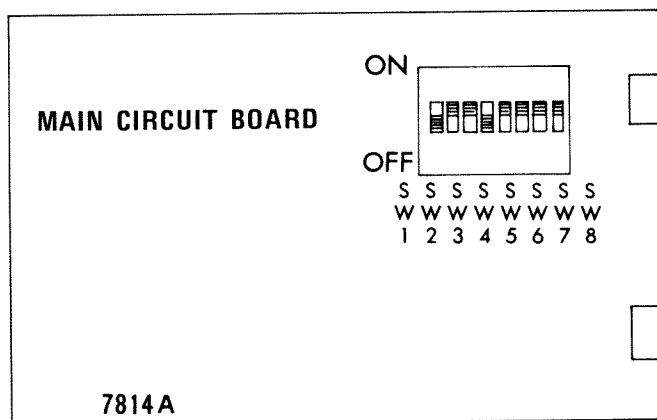 ON
MAIN CIRCUIT BOARD
OFF
S S S S S S S S
W W W W W W W W
1 2 3 4 5 6 7 8
7814A